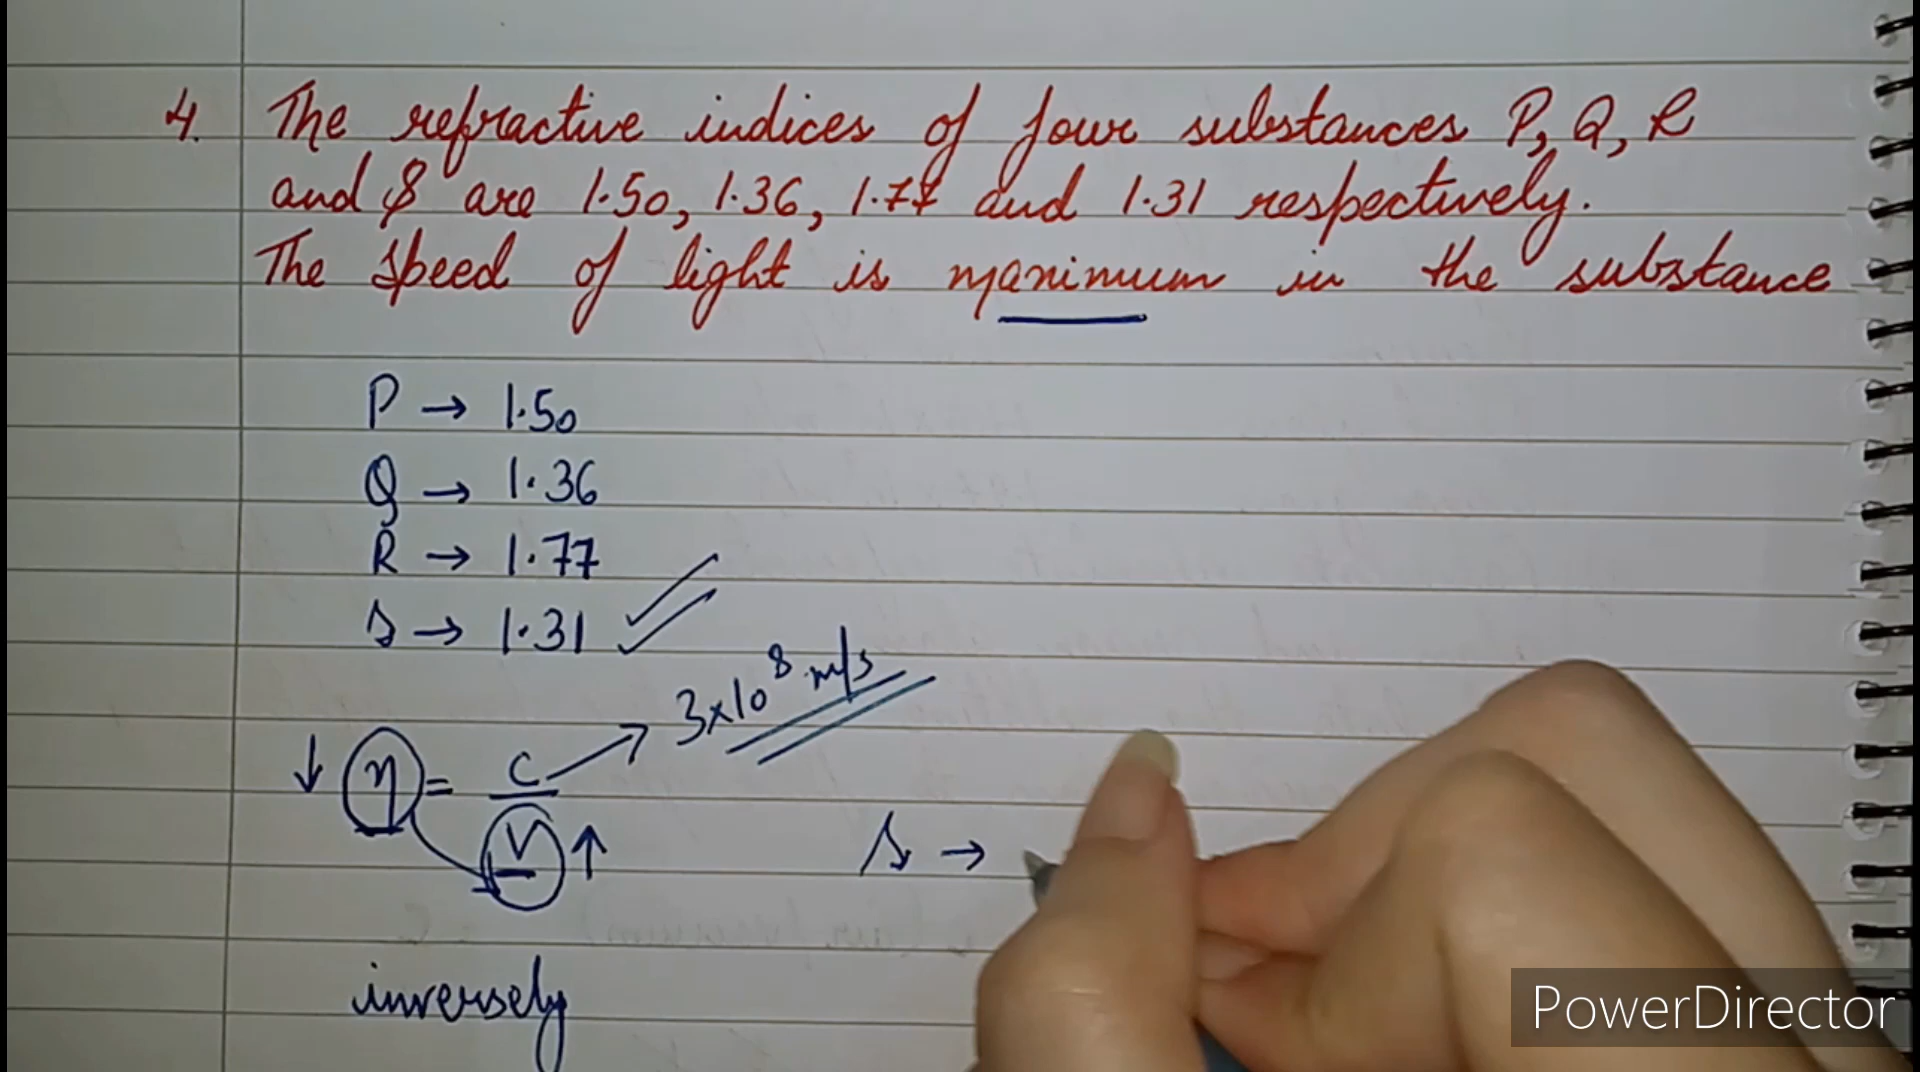 4. The refractive indices of four substances P, Q, R
and S are 1.50, 1.36, 1.77 and 1.31 respectively.
The speed of light is maximum in the substance
P → 1.50
Q → 1.36
R → 1.77
S → 1.31 ✓✓
3×10⁸ m/s
↓ η = C/V ↑
S →
inversely
PowerDirector